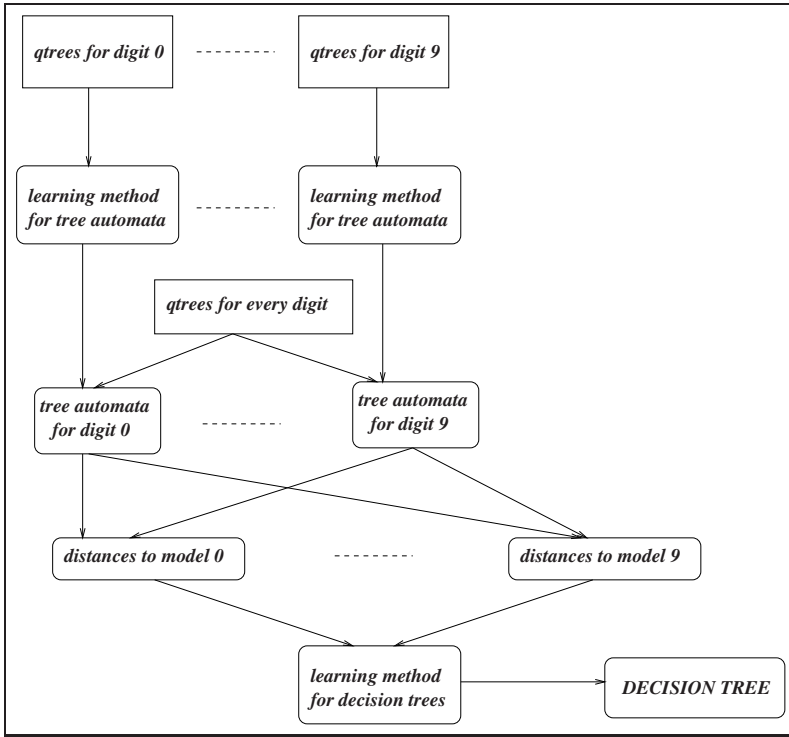 qtrees for digit 0
qtrees for digit 9
learning method
for tree automata
learning method
for tree automata
qtrees for every digit
tree automata
for digit 0
tree automata
for digit 9
distances to model 0
distances to model 9
learning method
for decision trees
DECISION TREE